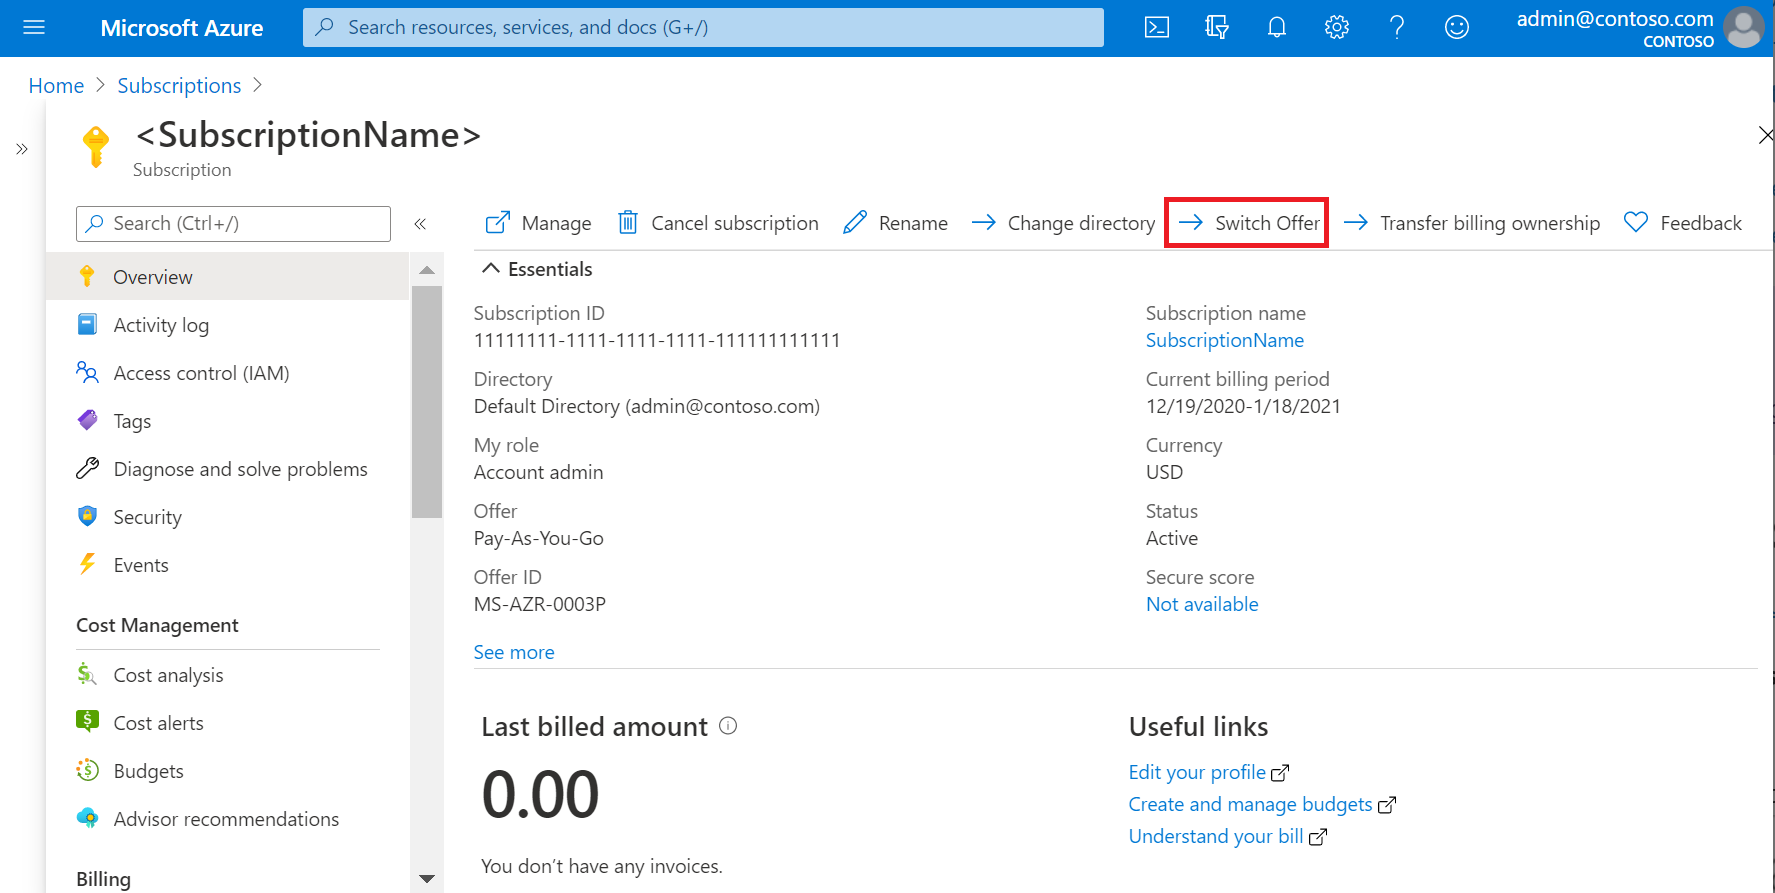 Microsoft Azure
Search resources, services, and docs (G+/)
admin@contoso.com
CONTOSO
Home > Subscriptions >
<SubscriptionName>
Subscription
Search (Ctrl+/)
Manage Cancel subscription Rename Change directory Switch Offer Transfer billing ownership Feedback
Overview
Activity log
Access control (IAM)
Tags
Diagnose and solve problems
Security
Events
Cost Management
Cost analysis
Cost alerts
Budgets
Advisor recommendations
Billing
Essentials
Subscription ID
11111111-1111-1111-1111-111111111111
Directory
Default Directory (admin@contoso.com)
My role
Account admin
Offer
Pay-As-You-Go
Offer ID
MS-AZR-0003P
See more
Subscription name
SubscriptionName
Current billing period
12/19/2020-1/18/2021
Currency
USD
Status
Active
Secure score
Not available
Last billed amount
0.00
You don't have any invoices.
Useful links
Edit your profile
Create and manage budgets
Understand your bill